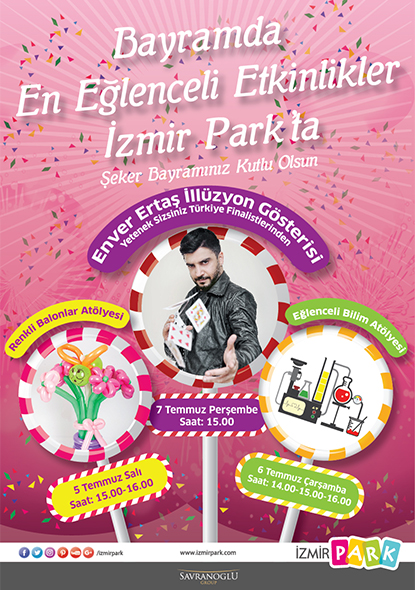 Bayramda
En Eğlenceli Etkinlikler
İzmir Park'ta
Şeker Bayramınız Kutlu Olsun
Enver Ertaş İllüzyon Gösterisi
Yetenek Sizsiniz Türkiye Finalistlerinden
Renkli Balonlar Atölyesi
Eğlenceli Bilim Atölyesi
7 Temmuz Perşembe
Saat: 15.00
5 Temmuz Salı
Saat: 15.00-16.00
6 Temmuz Çarşamba
Saat: 14.00-15.00-16.00
/izmirpark
www.izmirpark.com
İZMİR PARK
SAVRANOĞLU
GROUP